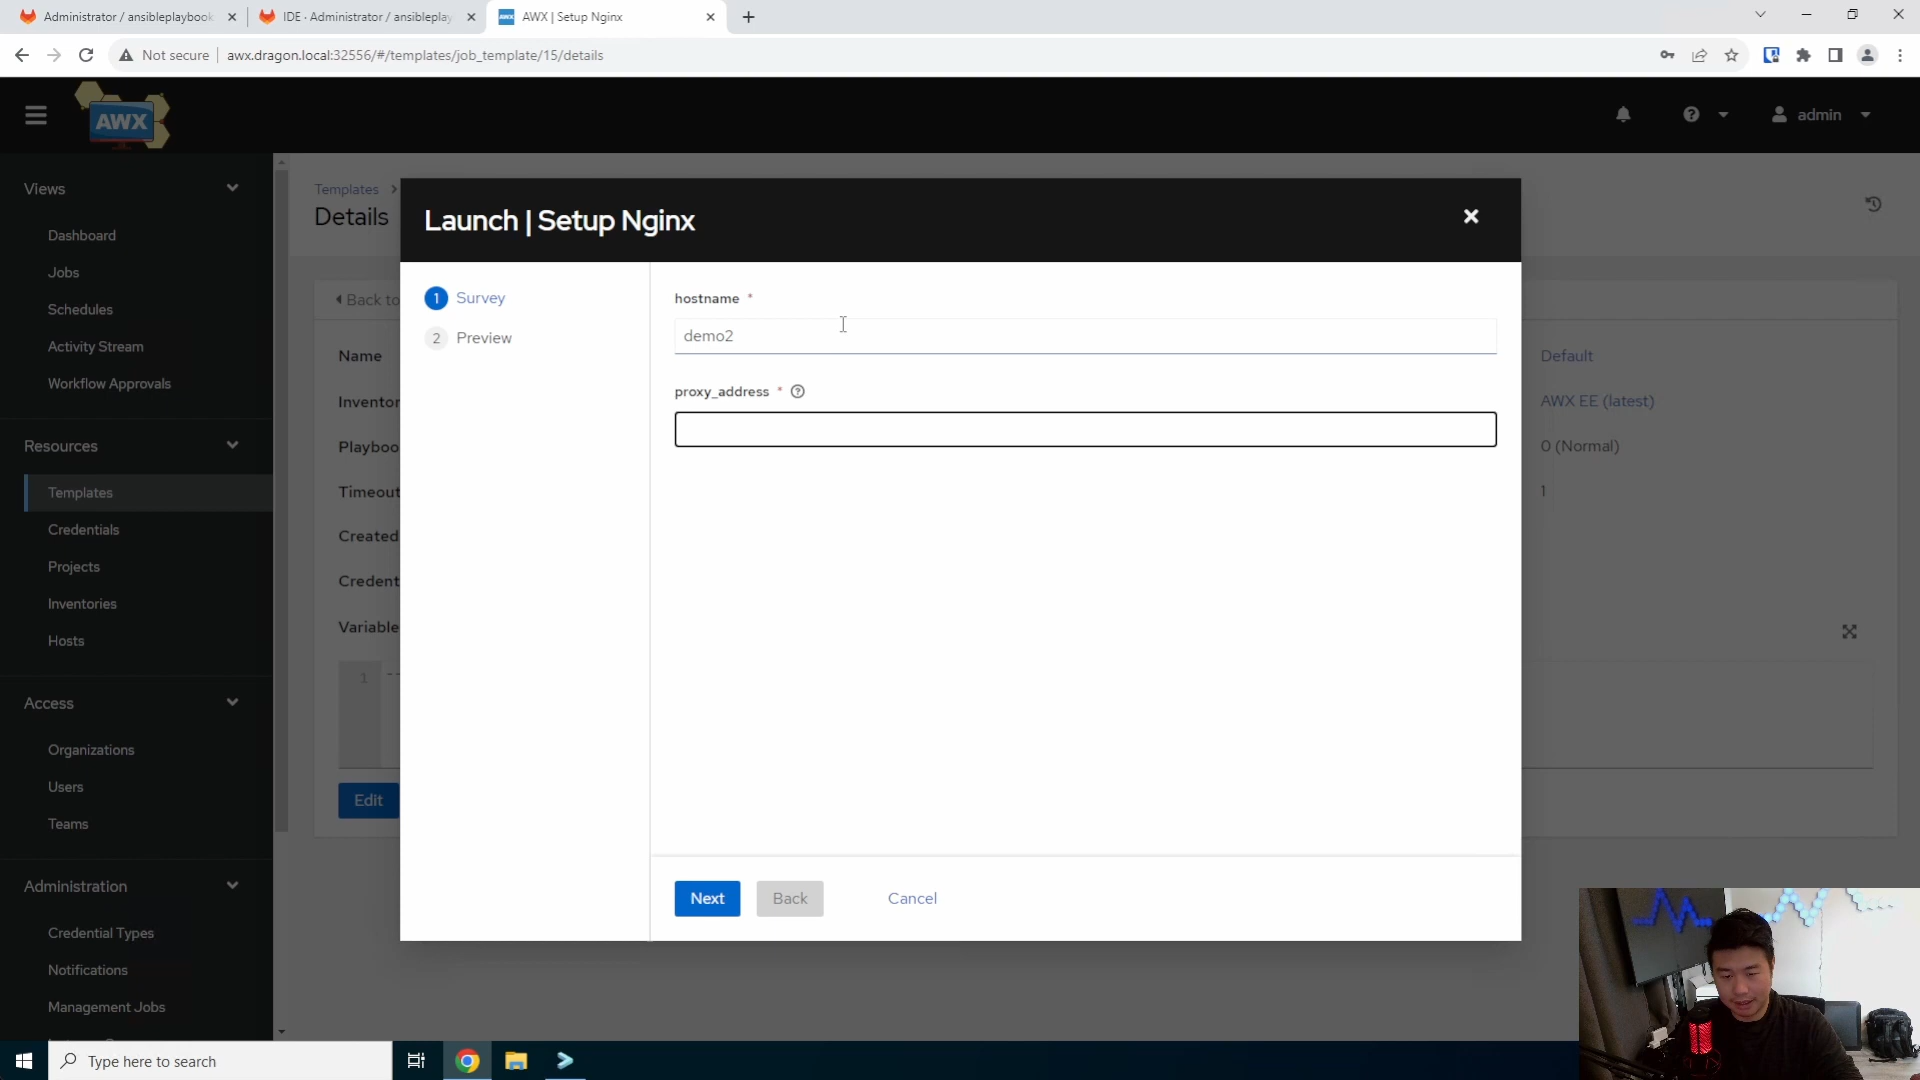 Administrator / ansibleplaybook
IDE · Administrator / ansibleplay
AWX | Setup Nginx
Not secure
awx.dragon.local:32556/#/templates/job_template/15/details
AWX
admin
Views
Dashboard
Jobs
Schedules
Activity Stream
Workflow Approvals
Resources
Templates
Credentials
Projects
Inventories
Hosts
Access
Organizations
Users
Teams
Administration
Credential Types
Notifications
Management Jobs
Templates
Details
Back to
Name
Inventor
Playboo
Timeout
Created
Credent
Variable
1
--
Edit
Default
AWX EE (latest)
0 (Normal)
1
Launch | Setup Nginx
1 Survey
2 Preview
hostname *
demo2
proxy_address *
Next
Back
Cancel
Type here to search